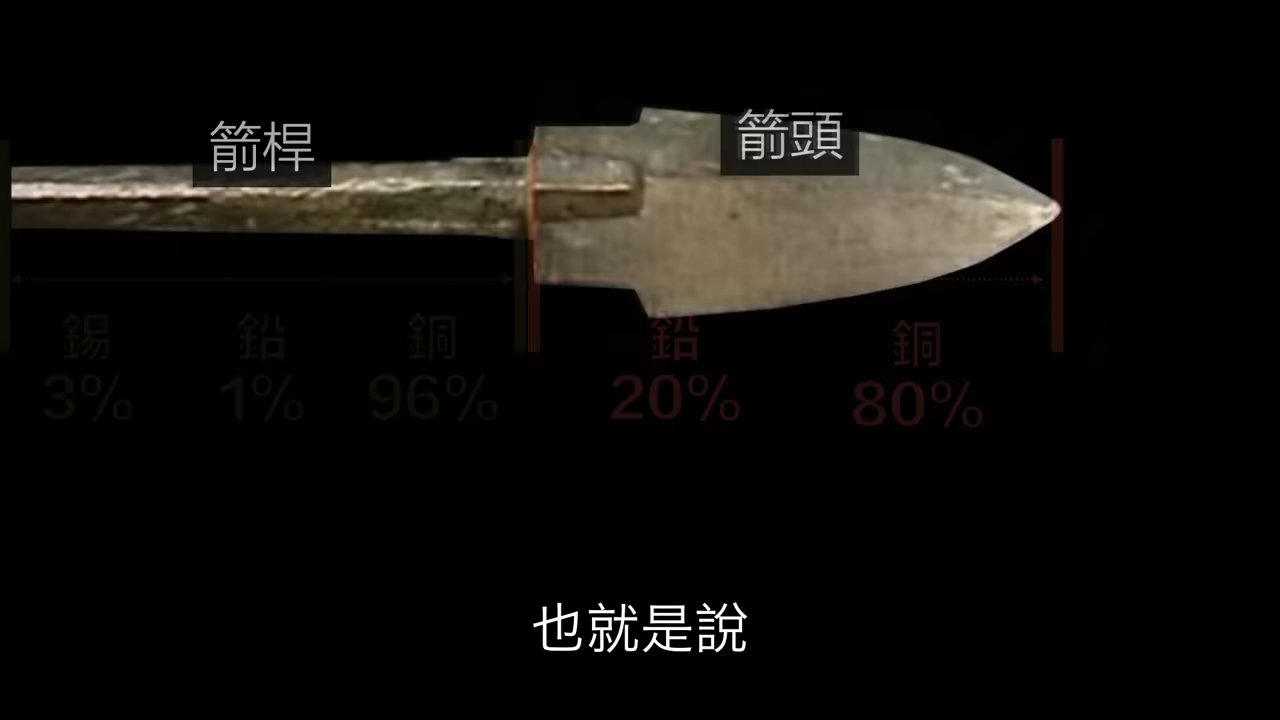 箭桿
箭頭
錫 鉛 銅 鉛 銅
3% 1% 96% 20% 80%
也就是說